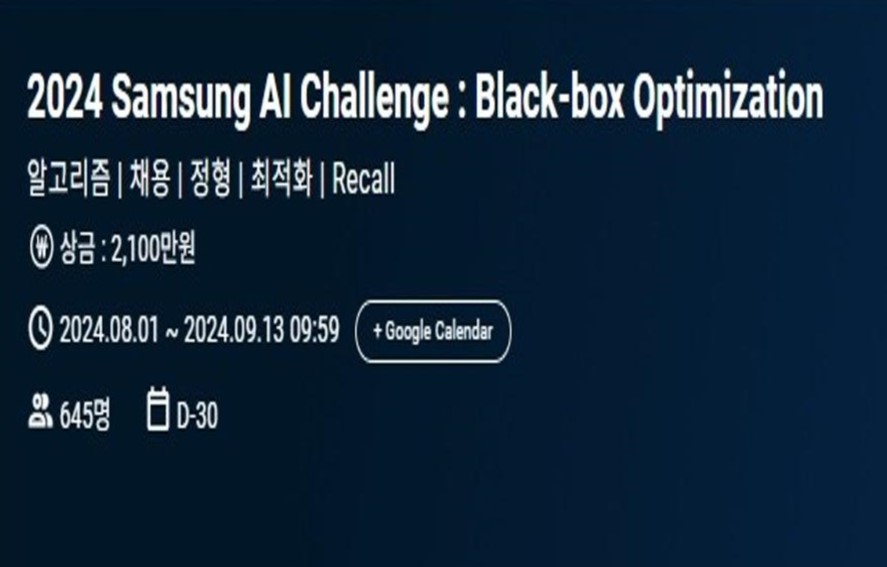 2024 Samsung AI Challenge : Black-box Optimization
알고리즘 | 채용 | 정형 | 최적화 | Recall
₩ 상금 : 2,100만원
2024.08.01 ~ 2024.09.13 09:59 + Google Calendar
645명 D-30